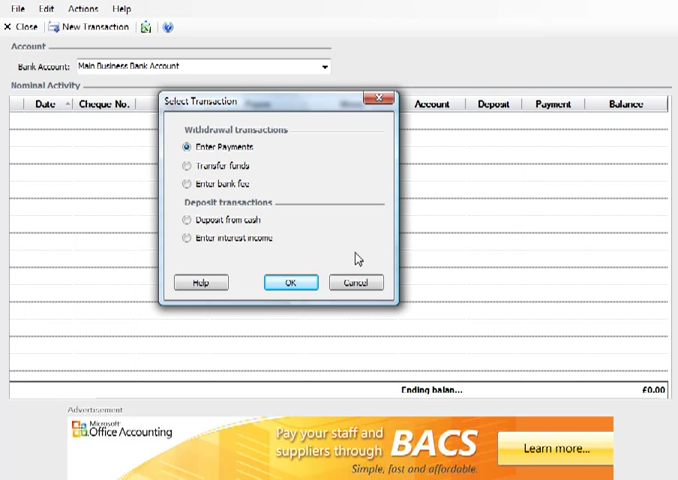 File Edit Actions Help
Close New Transaction
Account
Bank Account: Main Business Bank Account
Nominal Activity
Date Cheque No. Account Deposit Payment Balance
Select Transaction
Withdrawal transactions
Enter Payments
Transfer funds
Enter bank fee
Deposit transactions
Deposit from cash
Enter interest income
Help OK Cancel
Ending balan... £0.00
Advertisement
Microsoft
Office Accounting
Pay your staff and
suppliers through BACS
Simple, fast and affordable.
Learn more...